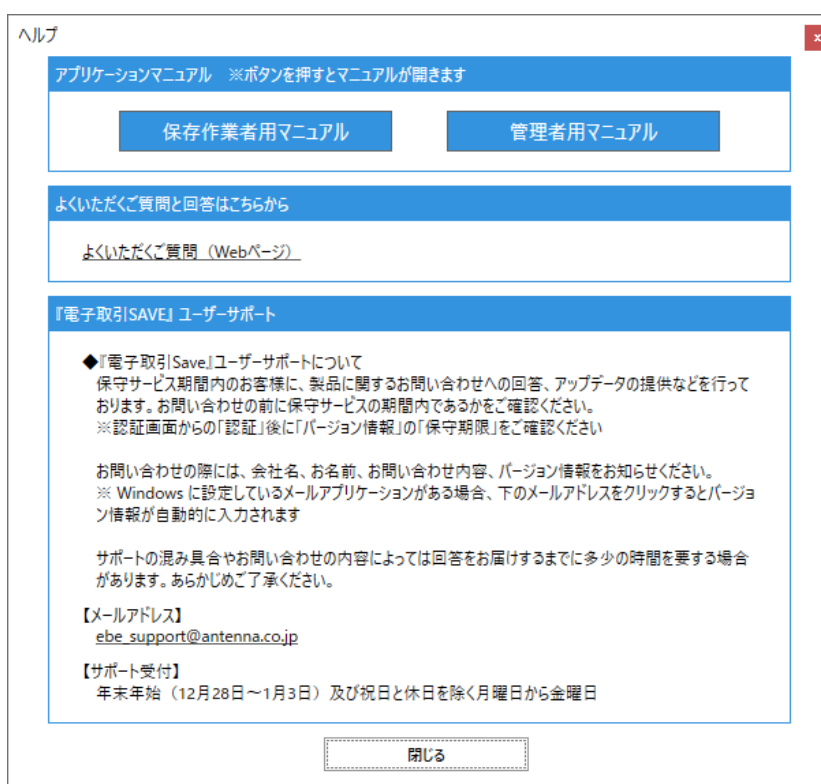 ヘルプ
x
アプリケーションマニュアル　※ボタンを押すとマニュアルが開きます
保存作業者用マニュアル
管理者用マニュアル
よくいただくご質問と回答はこちらから
よくいただくご質問（Webページ）
『電子取引SAVE』 ユーザーサポート
◆『電子取引Save』ユーザーサポートについて
保守サービス期間内のお客様に、製品に関するお問い合わせへの回答、アップデータの提供などを行って
おります。お問い合わせの前に保守サービスの期間内であるかをご確認ください。
※認証画面からの「認証」後に「バージョン情報」の「保守期限」をご確認ください
お問い合わせの際には、会社名、お名前、お問い合わせ内容、バージョン情報をお知らせください。
※ Windows に設定しているメールアプリケーションがある場合、下のメールアドレスをクリックするとバージョ
ン情報が自動的に入力されます
サポートの混み具合やお問い合わせの内容によっては回答をお届けするまでに多少の時間を要する場合
があります。あらかじめご了承ください。
【メールアドレス】
ebe_support@antenna.co.jp
【サポート受付】
年末年始（12月28日～1月3日）及び祝日と休日を除く月曜日から金曜日
閉じる